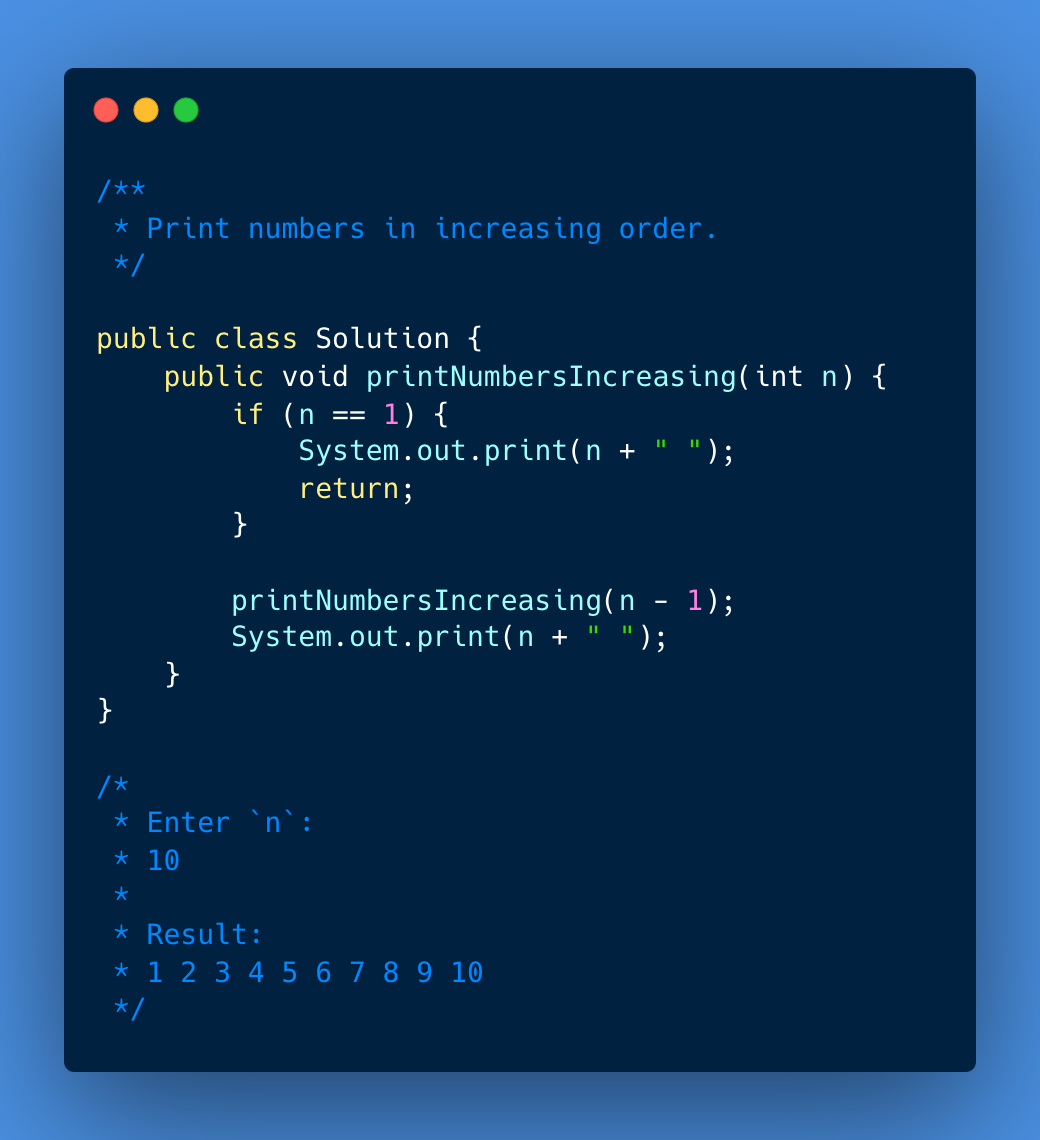 /**
 * Print numbers in increasing order.
 */
public class Solution {
    public void printNumbersIncreasing(int n) {
        if (n == 1) {
            System.out.print(n + " ");
            return;
        }
        printNumbersIncreasing(n - 1);
        System.out.print(n + " ");
    }
}
/*
 * Enter `n`:
 * 10
 *
 * Result:
 * 1 2 3 4 5 6 7 8 9 10
 */